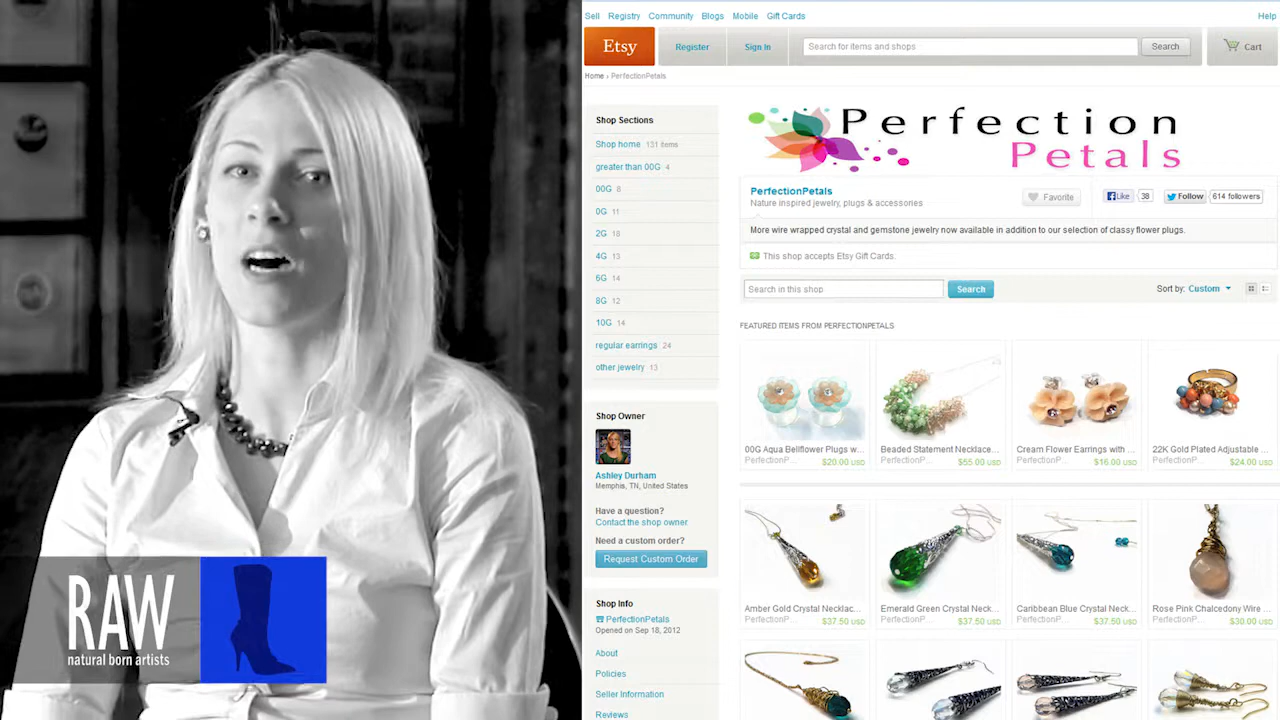 RAW
natural born artists
Sell Registry Community Blogs Mobile Gift Cards Help
Etsy Register Sign In Search for items and shops Search Cart
Home › PerfectionPetals
Shop Sections
Shop home 131 items
greater than 00G 4
00G 8
0G 11
2G 18
4G 13
6G 14
8G 12
10G 14
regular earrings 24
other jewelry 13
Shop Owner
Ashley Durham
Memphis, TN, United States
Have a question?
Contact the shop owner
Need a custom order?
Request Custom Order
Shop Info
PerfectionPetals
Opened on Sep 18, 2012
About
Policies
Seller Information
Reviews
Perfection
Petals
PerfectionPetals
Nature inspired jewelry, plugs & accessories
Favorite Like 38 Follow 614 followers
More wire wrapped crystal and gemstone jewelry now available in addition to our selection of classy flower plugs.
This shop accepts Etsy Gift Cards.
Search in this shop Search Sort by: Custom
FEATURED ITEMS FROM PERFECTIONPETALS
00G Aqua Bellflower Plugs w... Beaded Statement Necklace... Cream Flower Earrings with ... 22K Gold Plated Adjustable ...
PerfectionP... $20.00 USD PerfectionP... $55.00 USD PerfectionP... $16.00 USD PerfectionP... $24.00 USD
Amber Gold Crystal Necklac... Emerald Green Crystal Neck... Caribbean Blue Crystal Neck... Rose Pink Chalcedony Wire ...
PerfectionP... $37.50 USD PerfectionP... $37.50 USD PerfectionP... $37.50 USD PerfectionP... $30.00 USD